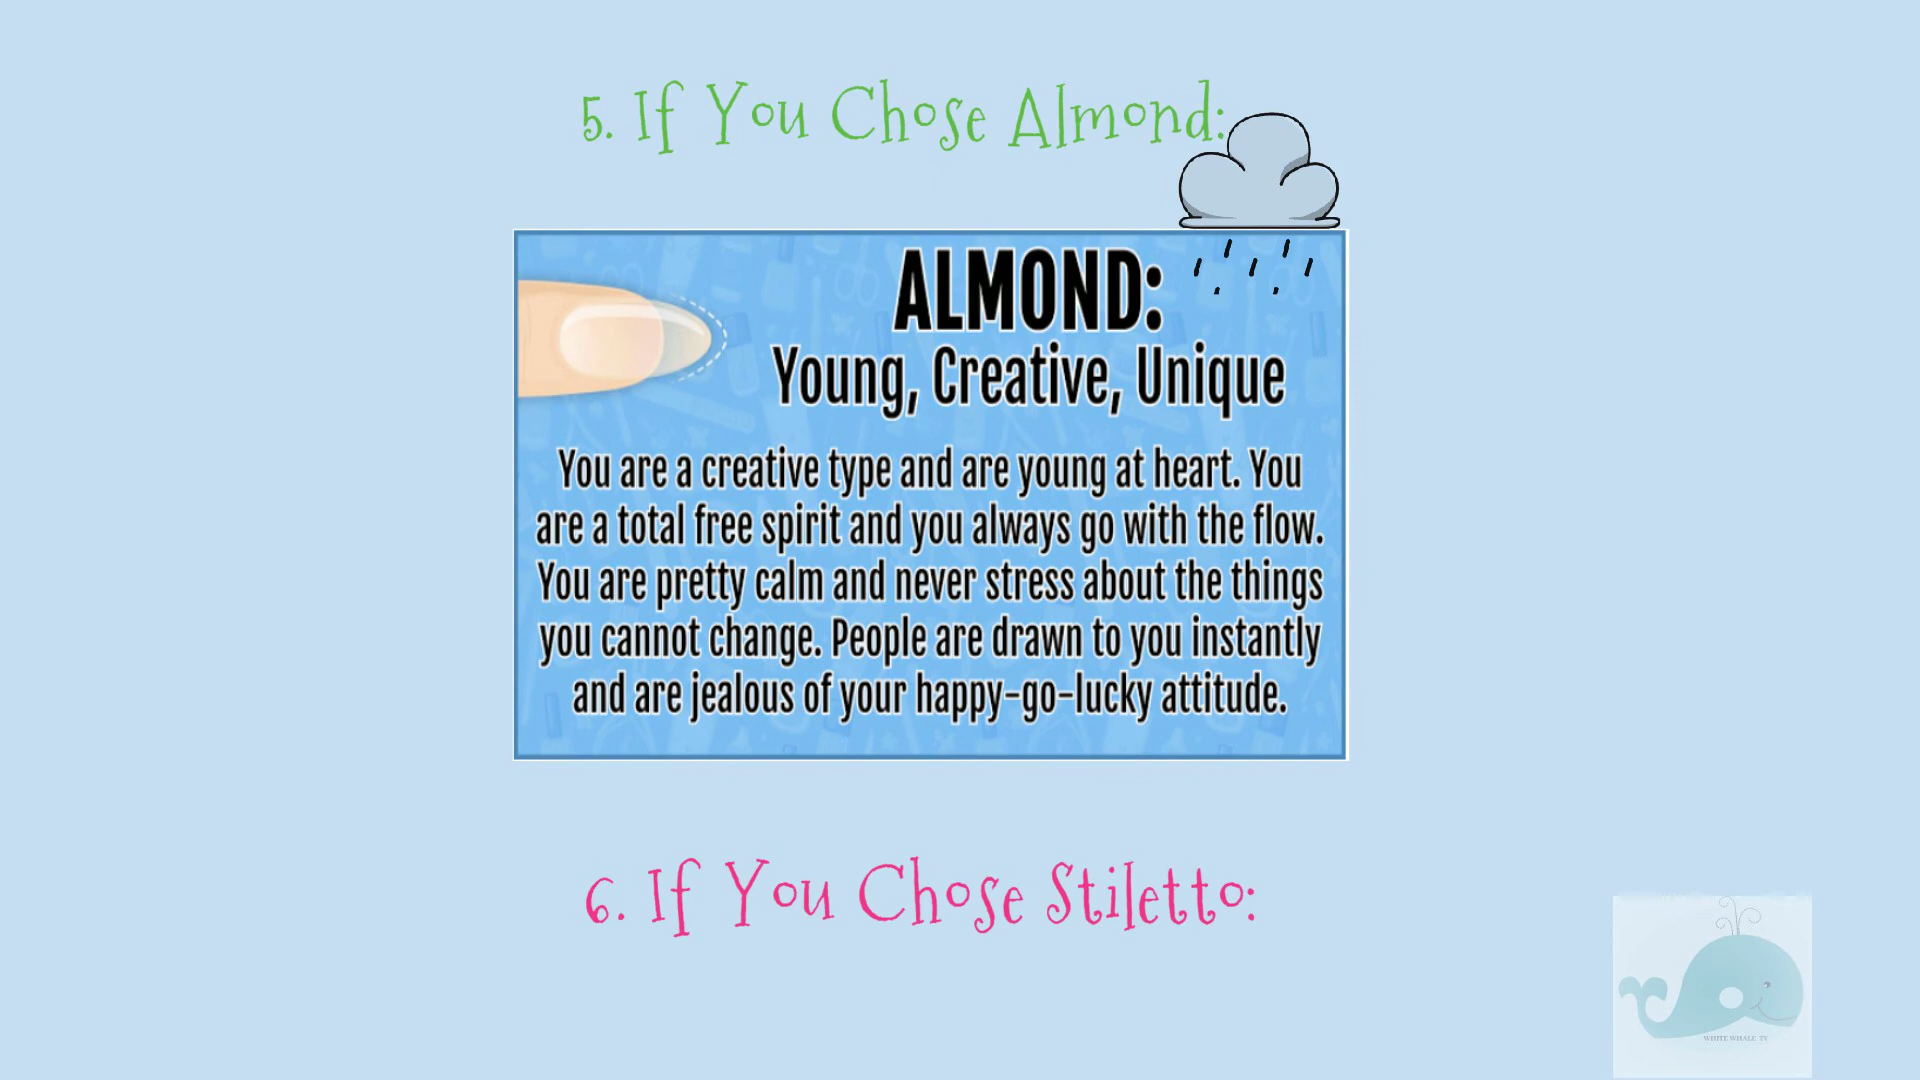 5. If You Chose Almond:
ALMOND:
Young, Creative, Unique
You are a creative type and are young at heart. You
are a total free spirit and you always go with the flow.
You are pretty calm and never stress about the things
you cannot change. People are drawn to you instantly
and are jealous of your happy-go-lucky attitude.
6. If You Chose Stiletto:
WHITE WHALE TV